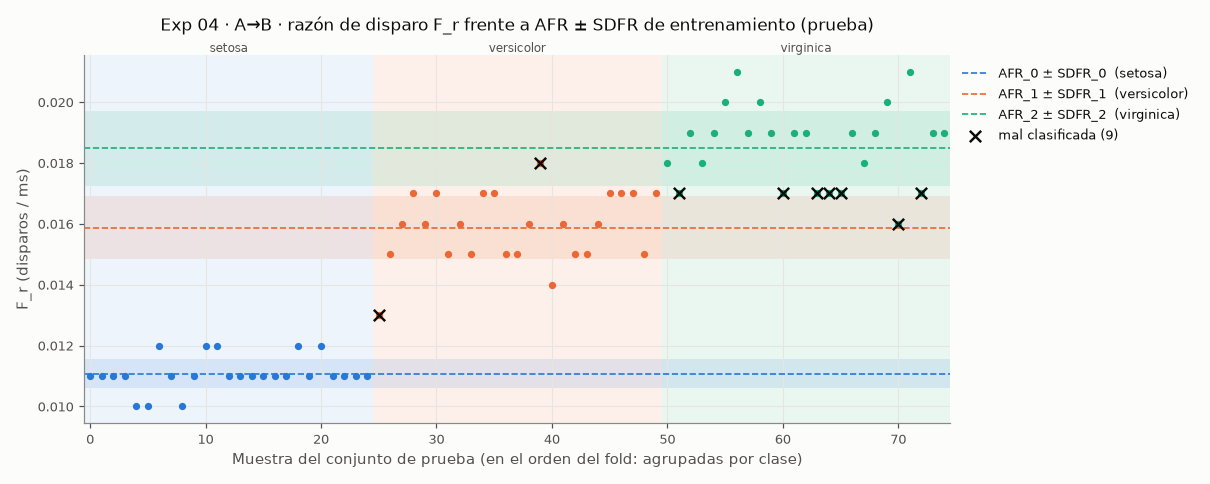 Exp 04 · A→B · razón de disparo F_r frente a AFR ± SDFR de entrenamiento (prueba)
setosa
versicolor
virginica
AFR_0 ± SDFR_0 (setosa)
AFR_1 ± SDFR_1 (versicolor)
AFR_2 ± SDFR_2 (virginica)
mal clasificada (9)
F_r (disparos / ms)
0.020
0.018
0.016
0.014
0.012
0.010
0
10
20
30
40
50
60
70
Muestra del conjunto de prueba (en el orden del fold: agrupadas por clase)